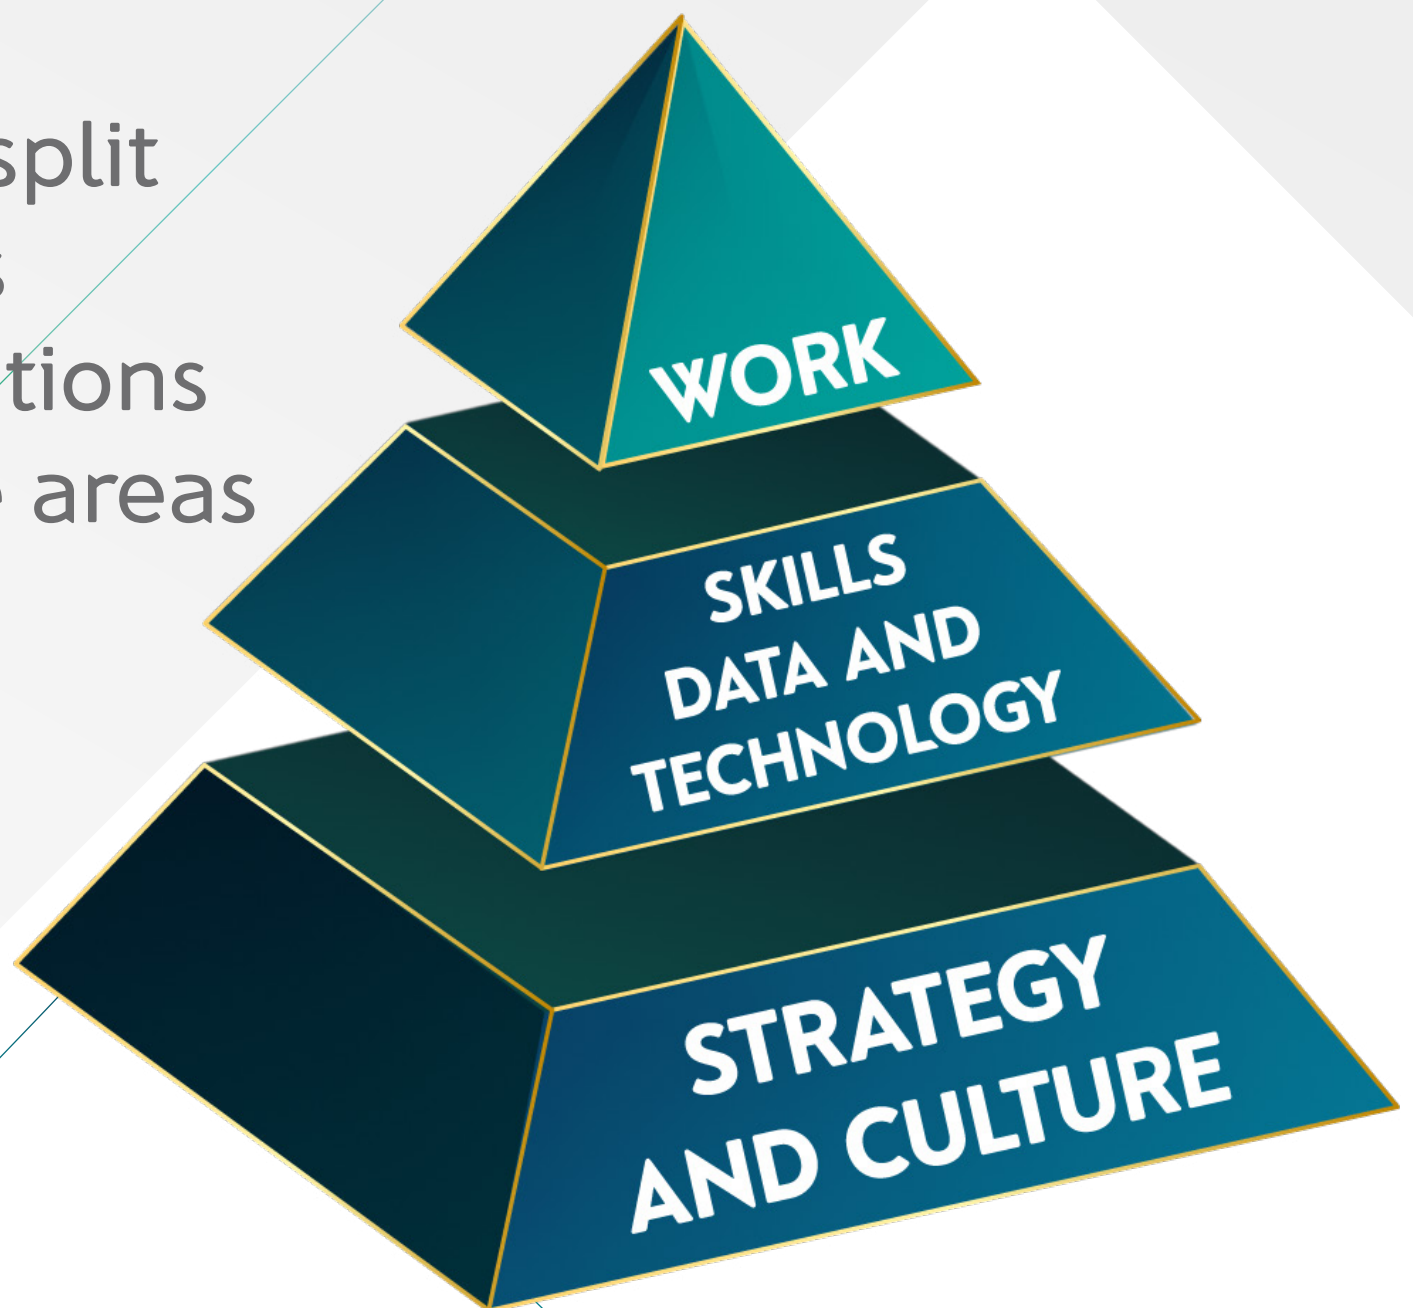 split
s
tions
e areas
WORK
SKILLS
DATA AND
TECHNOLOGY
STRATEGY
AND CULTURE